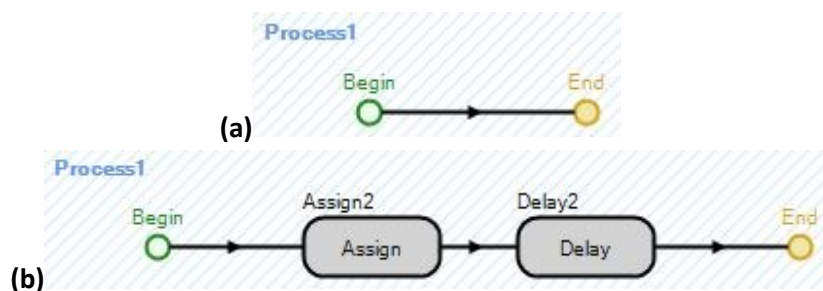 Process1
Begin End
(a)
Process1
Assign2 Delay2
Begin End
Assign Delay
(b)